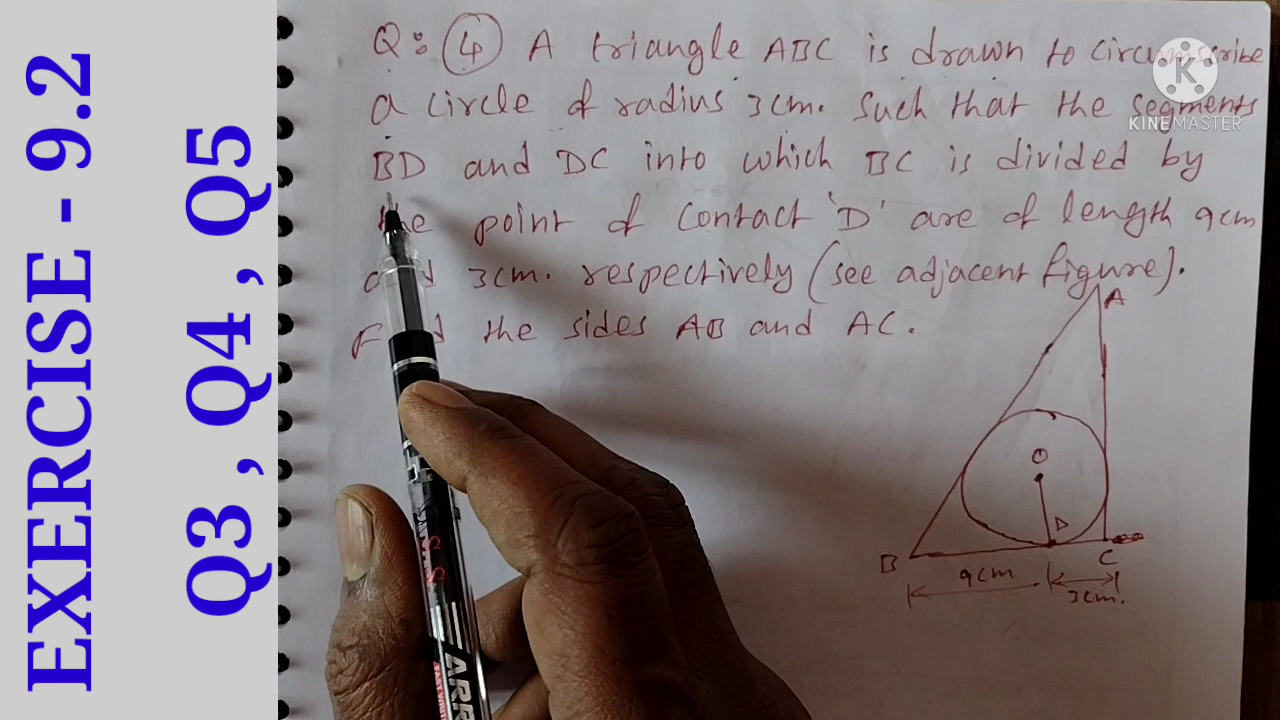 EXERCISE - 9.2
Q3 , Q4 , Q5
Q: 4 A triangle ABC is drawn to circumscribe
a circle of radius 3cm. such that the segments
BD and DC into which BC is divided by
the point of contact 'D' are of length 9cm
3cm. respectively (see adjacent figure).
the sides AB and AC.
K
KINEMASTER
A
O
D
B
C
9cm
3cm.
ARR